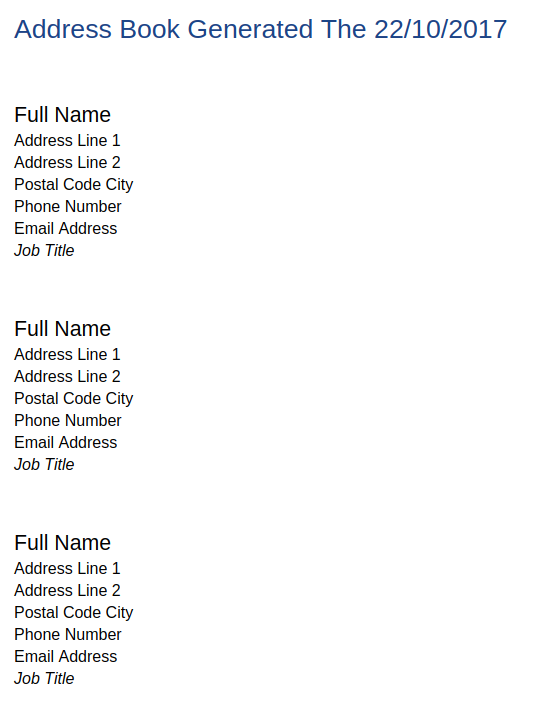 Address Book Generated The 22/10/2017
Full Name
Address Line 1
Address Line 2
Postal Code City
Phone Number
Email Address
Job Title
Full Name
Address Line 1
Address Line 2
Postal Code City
Phone Number
Email Address
Job Title
Full Name
Address Line 1
Address Line 2
Postal Code City
Phone Number
Email Address
Job Title